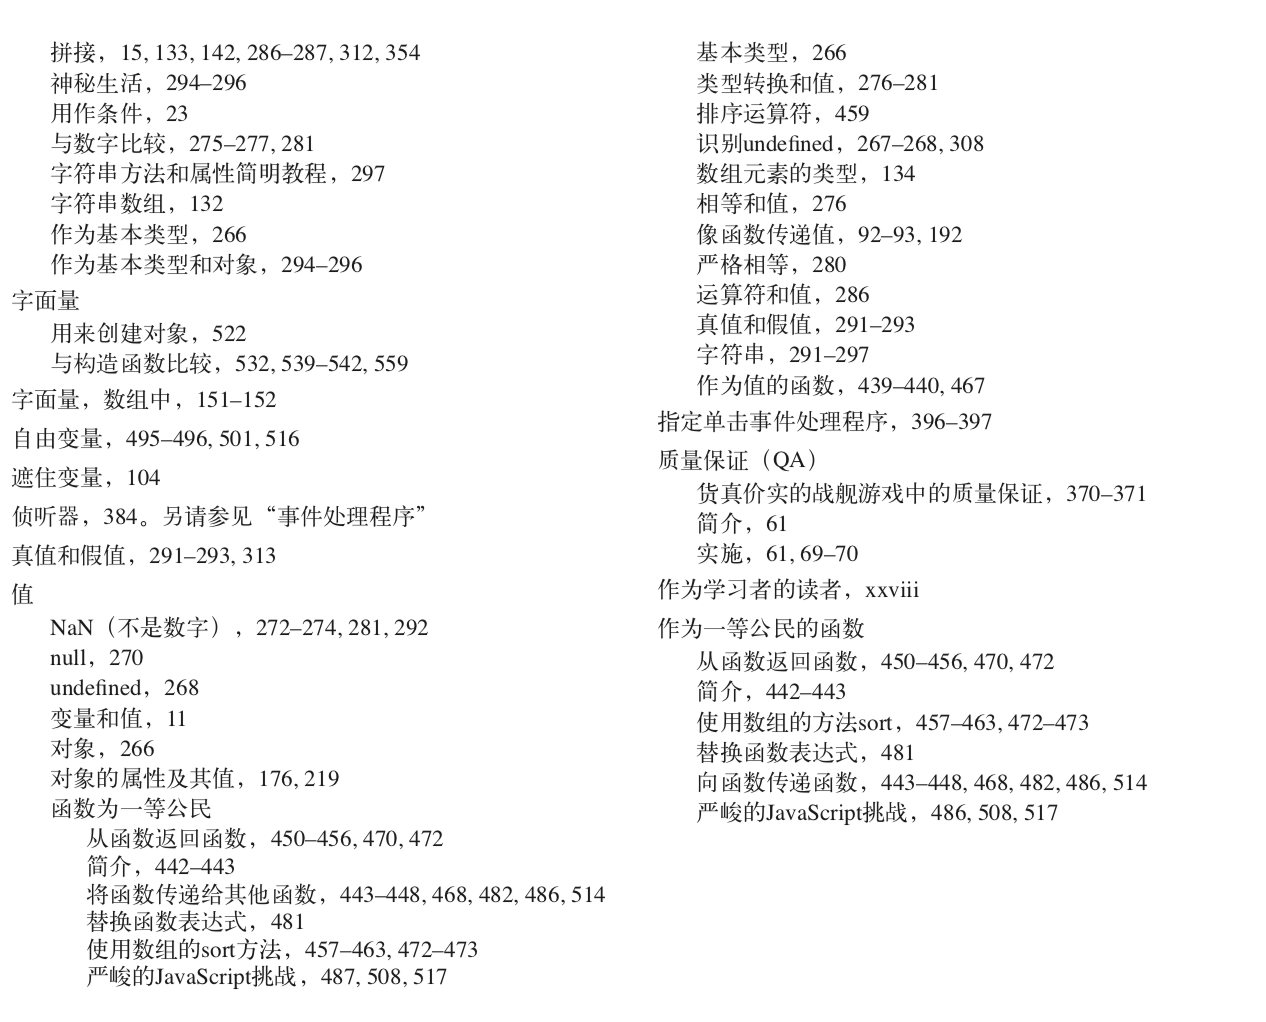 拼接，15, 133, 142, 286–287, 312, 354
神秘生活，294–296
用作条件，23
与数字比较，275–277, 281
字符串方法和属性简明教程，297
字符串数组，132
作为基本类型，266
作为基本类型和对象，294–296
字面量
用来创建对象，522
与构造函数比较，532, 539–542, 559
字面量，数组中，151–152
自由变量，495–496, 501, 516
遮住变量，104
侦听器，384。另请参见“事件处理程序”
真值和假值，291–293, 313
值
NaN（不是数字），272–274, 281, 292
null，270
undefined，268
变量和值，11
对象，266
对象的属性及其值，176, 219
函数为一等公民
从函数返回函数，450–456, 470, 472
简介，442–443
将函数传递给其他函数，443–448, 468, 482, 486, 514
替换函数表达式，481
使用数组的sort方法，457–463, 472–473
严峻的JavaScript挑战，487, 508, 517
基本类型，266
类型转换和值，276–281
排序运算符，459
识别undefined，267–268, 308
数组元素的类型，134
相等和值，276
像函数传递值，92–93, 192
严格相等，280
运算符和值，286
真值和假值，291–293
字符串，291–297
作为值的函数，439–440, 467
指定单击事件处理程序，396–397
质量保证（QA）
货真价实的战舰游戏中的质量保证，370–371
简介，61
实施，61, 69–70
作为学习者的读者，xxviii
作为一等公民的函数
从函数返回函数，450–456, 470, 472
简介，442–443
使用数组的方法sort，457–463, 472–473
替换函数表达式，481
向函数传递函数，443–448, 468, 482, 486, 514
严峻的JavaScript挑战，486, 508, 517